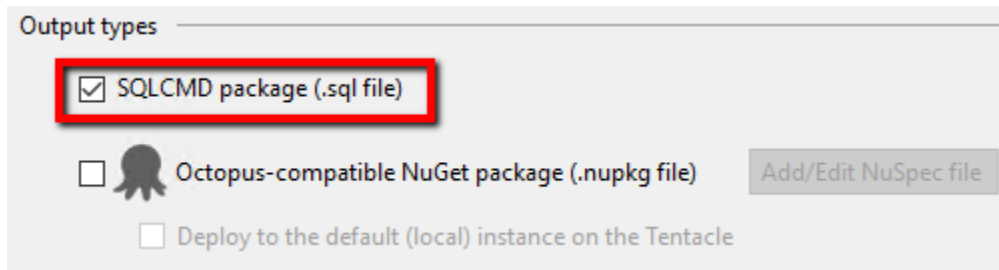 Output types
SQLCMD package (.sql file)
Octopus-compatible NuGet package (.nupkg file) Add/Edit NuSpec file
Deploy to the default (local) instance on the Tentacle